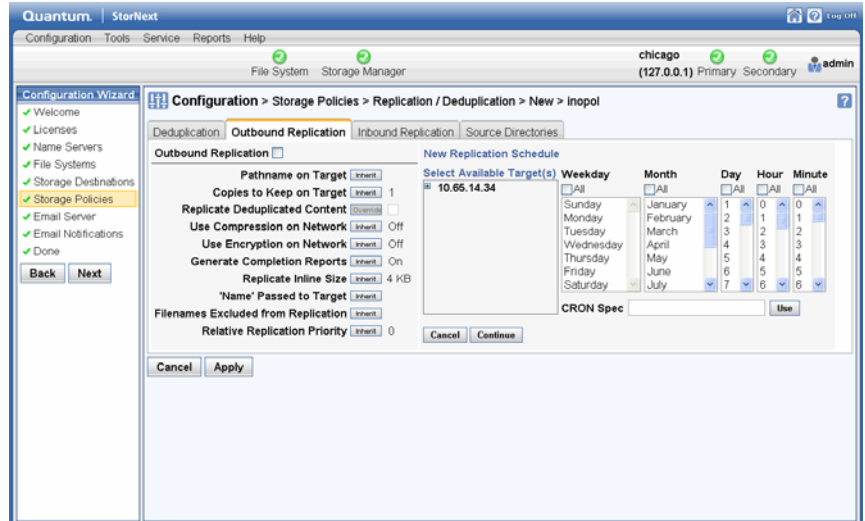 Quantum. StorNext
Log Off
Configuration Tools Service Reports Help
File System Storage Manager
chicago
(127.0.0.1) Primary Secondary
admin
Configuration Wizard
Welcome
Licenses
Name Servers
File Systems
Storage Destinations
Storage Policies
Email Server
Email Notifications
Done
Back Next
Configuration > Storage Policies > Replication / Deduplication > New > inopol
?
Deduplication Outbound Replication Inbound Replication Source Directories
Outbound Replication
Pathname on Target Inherit
Copies to Keep on Target Inherit 1
Replicate Deduplicated Content Override
Use Compression on Network Inherit Off
Use Encryption on Network Inherit Off
Generate Completion Reports Inherit On
Replicate Inline Size Inherit 4 KB
'Name' Passed to Target Inherit
Filenames Excluded from Replication Inherit
Relative Replication Priority Inherit 0
New Replication Schedule
Select Available Target(s) Weekday Month Day Hour Minute
10.65.14.34
All All All All All
Sunday January 1 0 0
Monday February 2 1 1
Tuesday March 3 2 2
Wednesday April 4 3 3
Thursday May 5 4 4
Friday June 6 5 5
Saturday July 7 6 6
CRON Spec Use
Cancel Continue
Cancel Apply